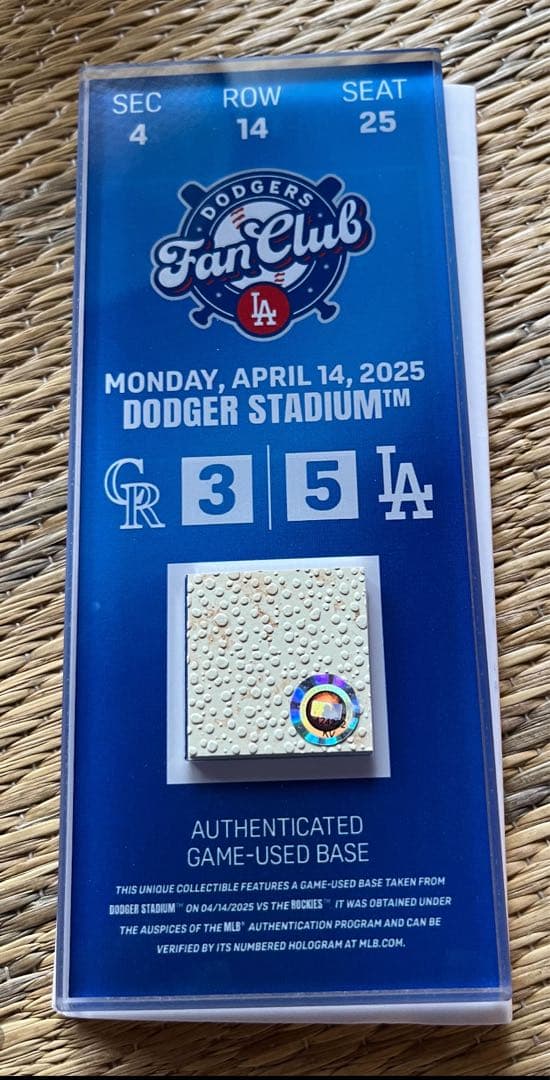 SEC ROW SEAT
4 14 25
DODGERS
Fan Club
LA
MONDAY, APRIL 14, 2025
DODGER STADIUM™
CR 3 5 LA
AUTHENTICATED
GAME-USED BASE
THIS UNIQUE COLLECTIBLE FEATURES A GAME-USED BASE TAKEN FROM
DODGER STADIUM™ ON 04/14/2025 VS THE ROCKIES™ IT WAS OBTAINED UNDER
THE AUSPICES OF THE MLB® AUTHENTICATION PROGRAM AND CAN BE
VERIFIED BY ITS NUMBERED HOLOGRAM AT MLB.COM.